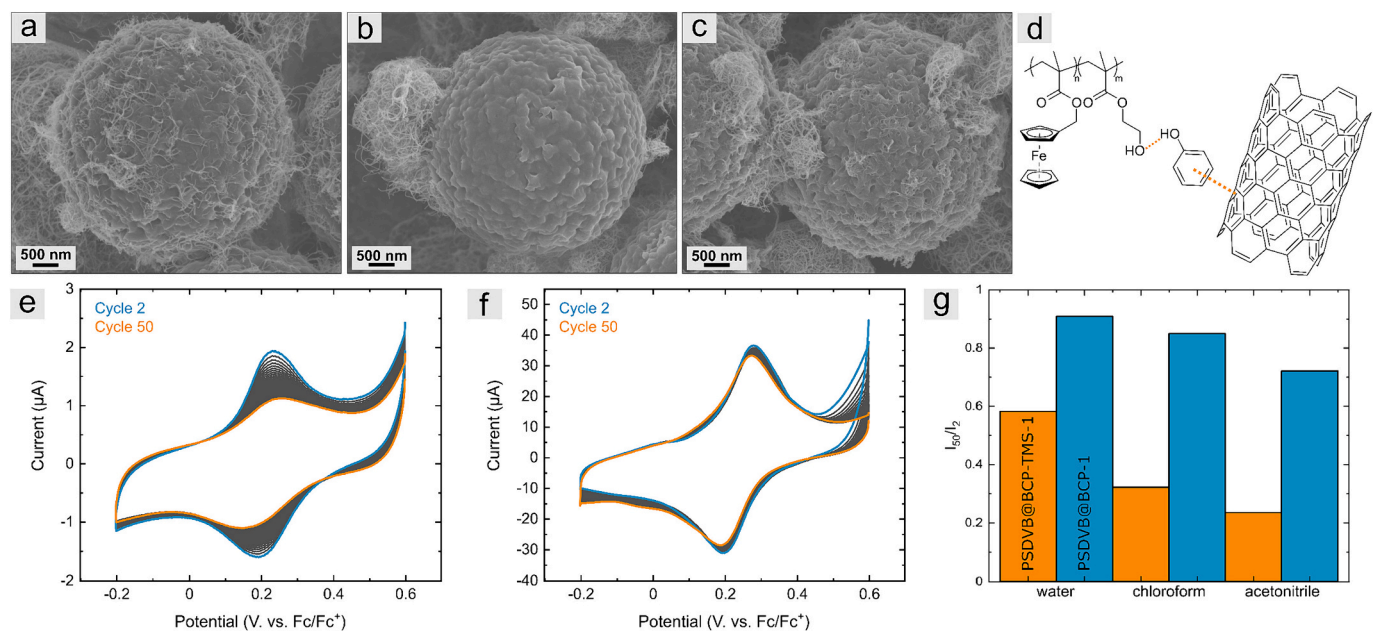 a
500 nm
b
500 nm
c
500 nm
d
n
m
O
O
O
O
Fe
HO
HO
e
Cycle 2
Cycle 50
Current (µA)
3
2
1
0
-1
-2
-0.2 0 0.2 0.4 0.6
Potential (V. vs. Fc/Fc⁺)
f
Cycle 2
Cycle 50
Current (µA)
50
40
30
20
10
0
-10
-20
-30
-40
-0.2 0 0.2 0.4 0.6
Potential (V. vs. Fc/Fc⁺)
g
I₅₀/I₂
1
0.8
0.6
0.4
0.2
0
PSDVB@BCP-TMS-1
PSDVB@BCP-1
water chloroform acetonitrile